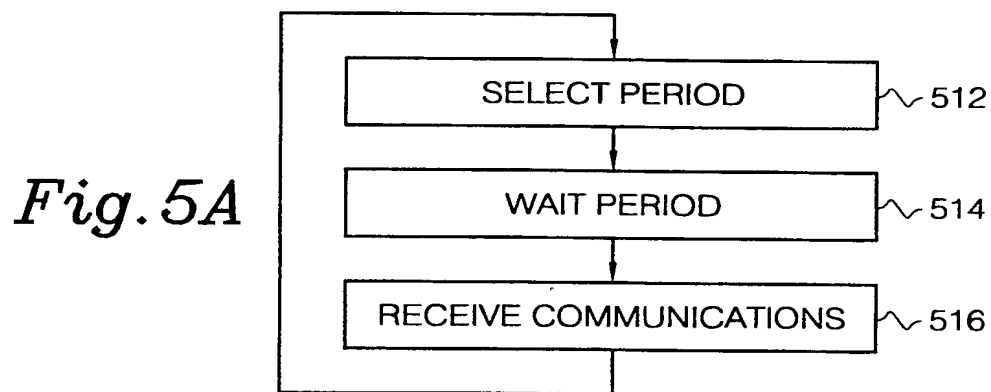 SELECT PERIOD
512
Fig. 5A
WAIT PERIOD
514
RECEIVE COMMUNICATIONS
516